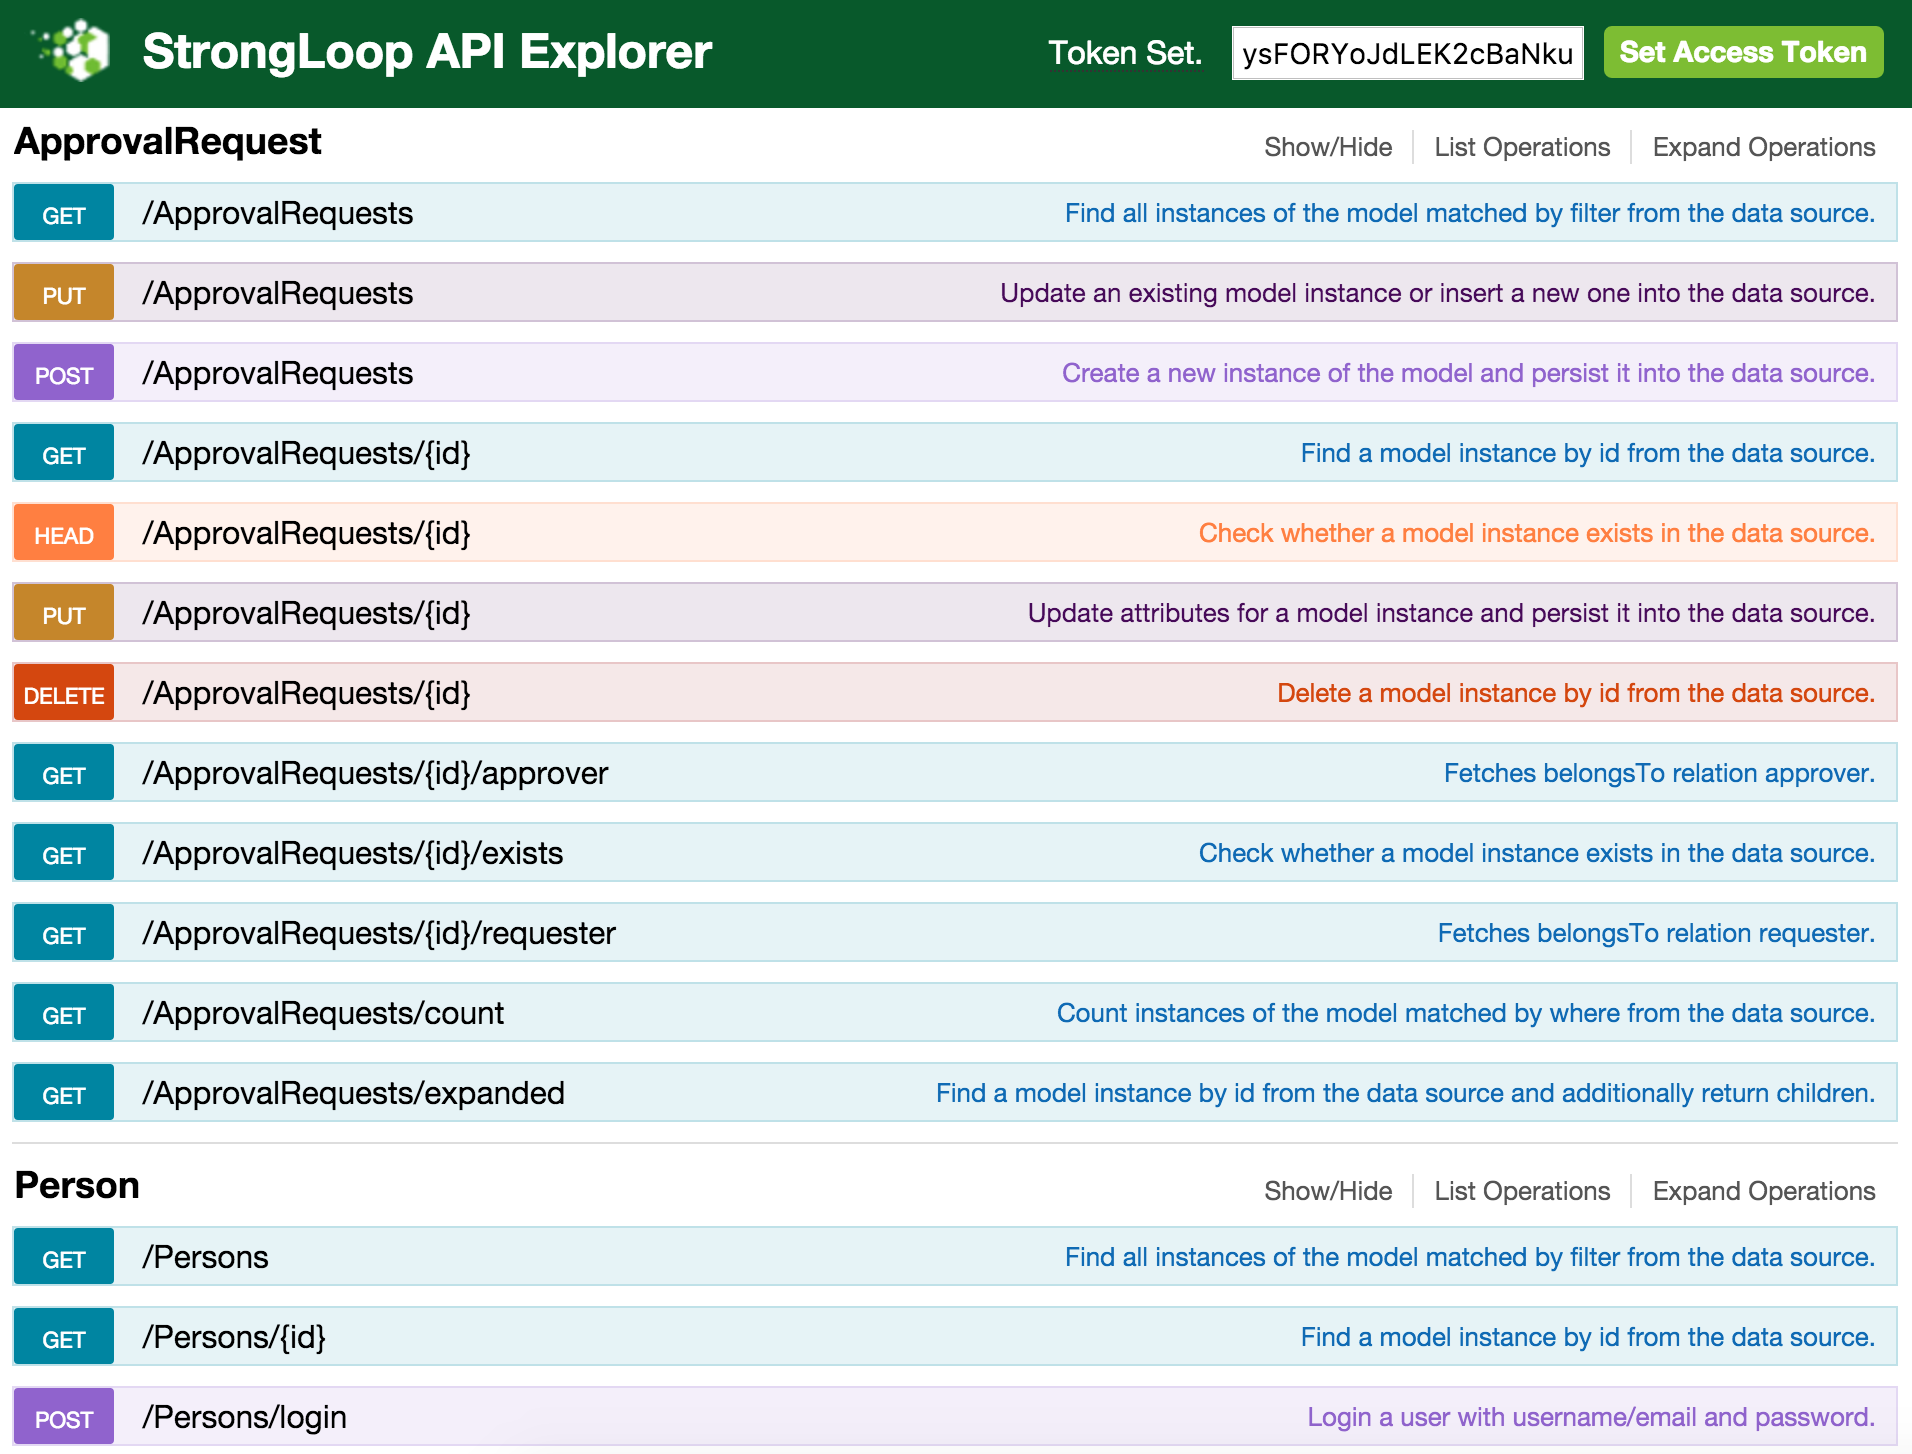 StrongLoop API Explorer Token Set. ysFORYoJdLEK2cBaNku Set Access Token
ApprovalRequest Show/Hide List Operations Expand Operations
GET /ApprovalRequests Find all instances of the model matched by filter from the data source.
PUT /ApprovalRequests Update an existing model instance or insert a new one into the data source.
POST /ApprovalRequests Create a new instance of the model and persist it into the data source.
GET /ApprovalRequests/{id} Find a model instance by id from the data source.
HEAD /ApprovalRequests/{id} Check whether a model instance exists in the data source.
PUT /ApprovalRequests/{id} Update attributes for a model instance and persist it into the data source.
DELETE /ApprovalRequests/{id} Delete a model instance by id from the data source.
GET /ApprovalRequests/{id}/approver Fetches belongsTo relation approver.
GET /ApprovalRequests/{id}/exists Check whether a model instance exists in the data source.
GET /ApprovalRequests/{id}/requester Fetches belongsTo relation requester.
GET /ApprovalRequests/count Count instances of the model matched by where from the data source.
GET /ApprovalRequests/expanded Find a model instance by id from the data source and additionally return children.
Person Show/Hide List Operations Expand Operations
GET /Persons Find all instances of the model matched by filter from the data source.
GET /Persons/{id} Find a model instance by id from the data source.
POST /Persons/login Login a user with username/email and password.